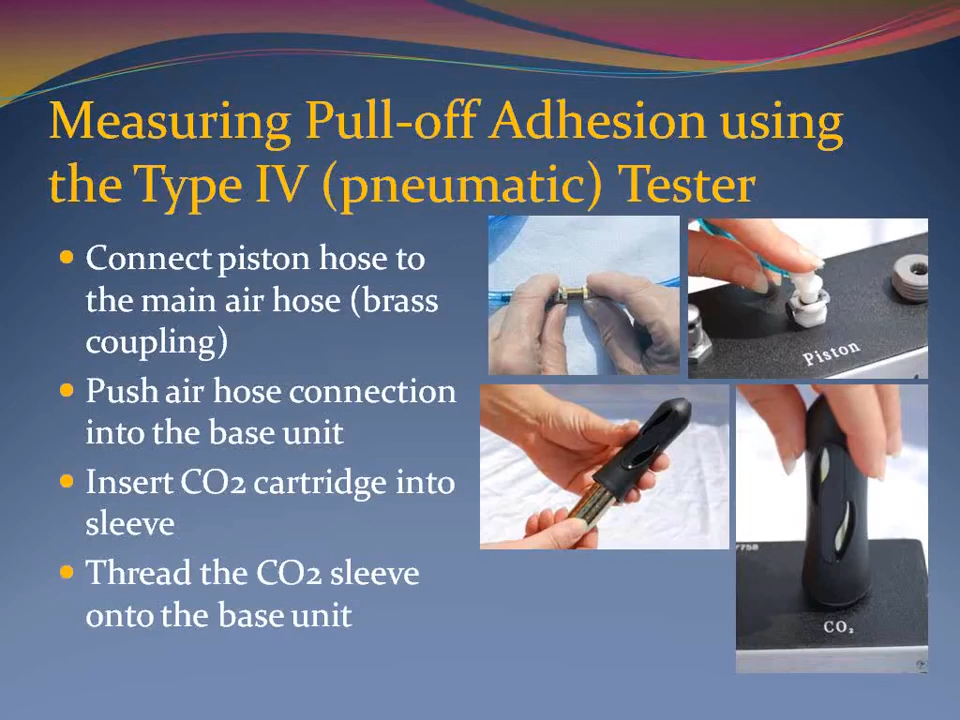 Measuring Pull-off Adhesion using
the Type IV (pneumatic) Tester
Connect piston hose to
the main air hose (brass
coupling)
Push air hose connection
into the base unit
Insert CO2 cartridge into
sleeve
Thread the CO2 sleeve
onto the base unit
Piston
7758
CO₂